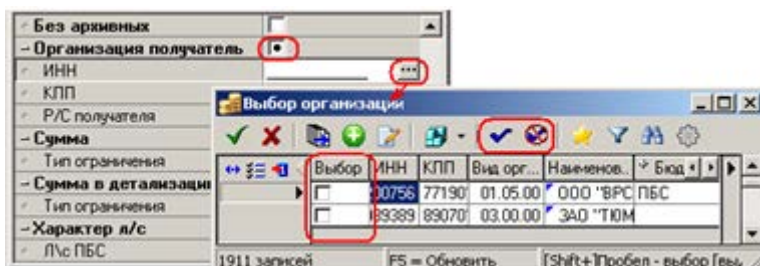 Без архивных
Организация получатель
ИНН
КПП
Р/С получателя
Сумма
Тип ограничения
Сумма в детализации
Тип ограничения
Характер л/с
Л\с ПБС
Выбор организации
Выбор ИНН КПП Вид орг... Наименов.. Бюд
00756 77190' 01.05.00 ООО "ВРС ПБС
39389 89070' 03.00.00 ЗАО "ТЮМ
1911 записей F5 = Обновить [Shift+]Пробел - выбор [вы,